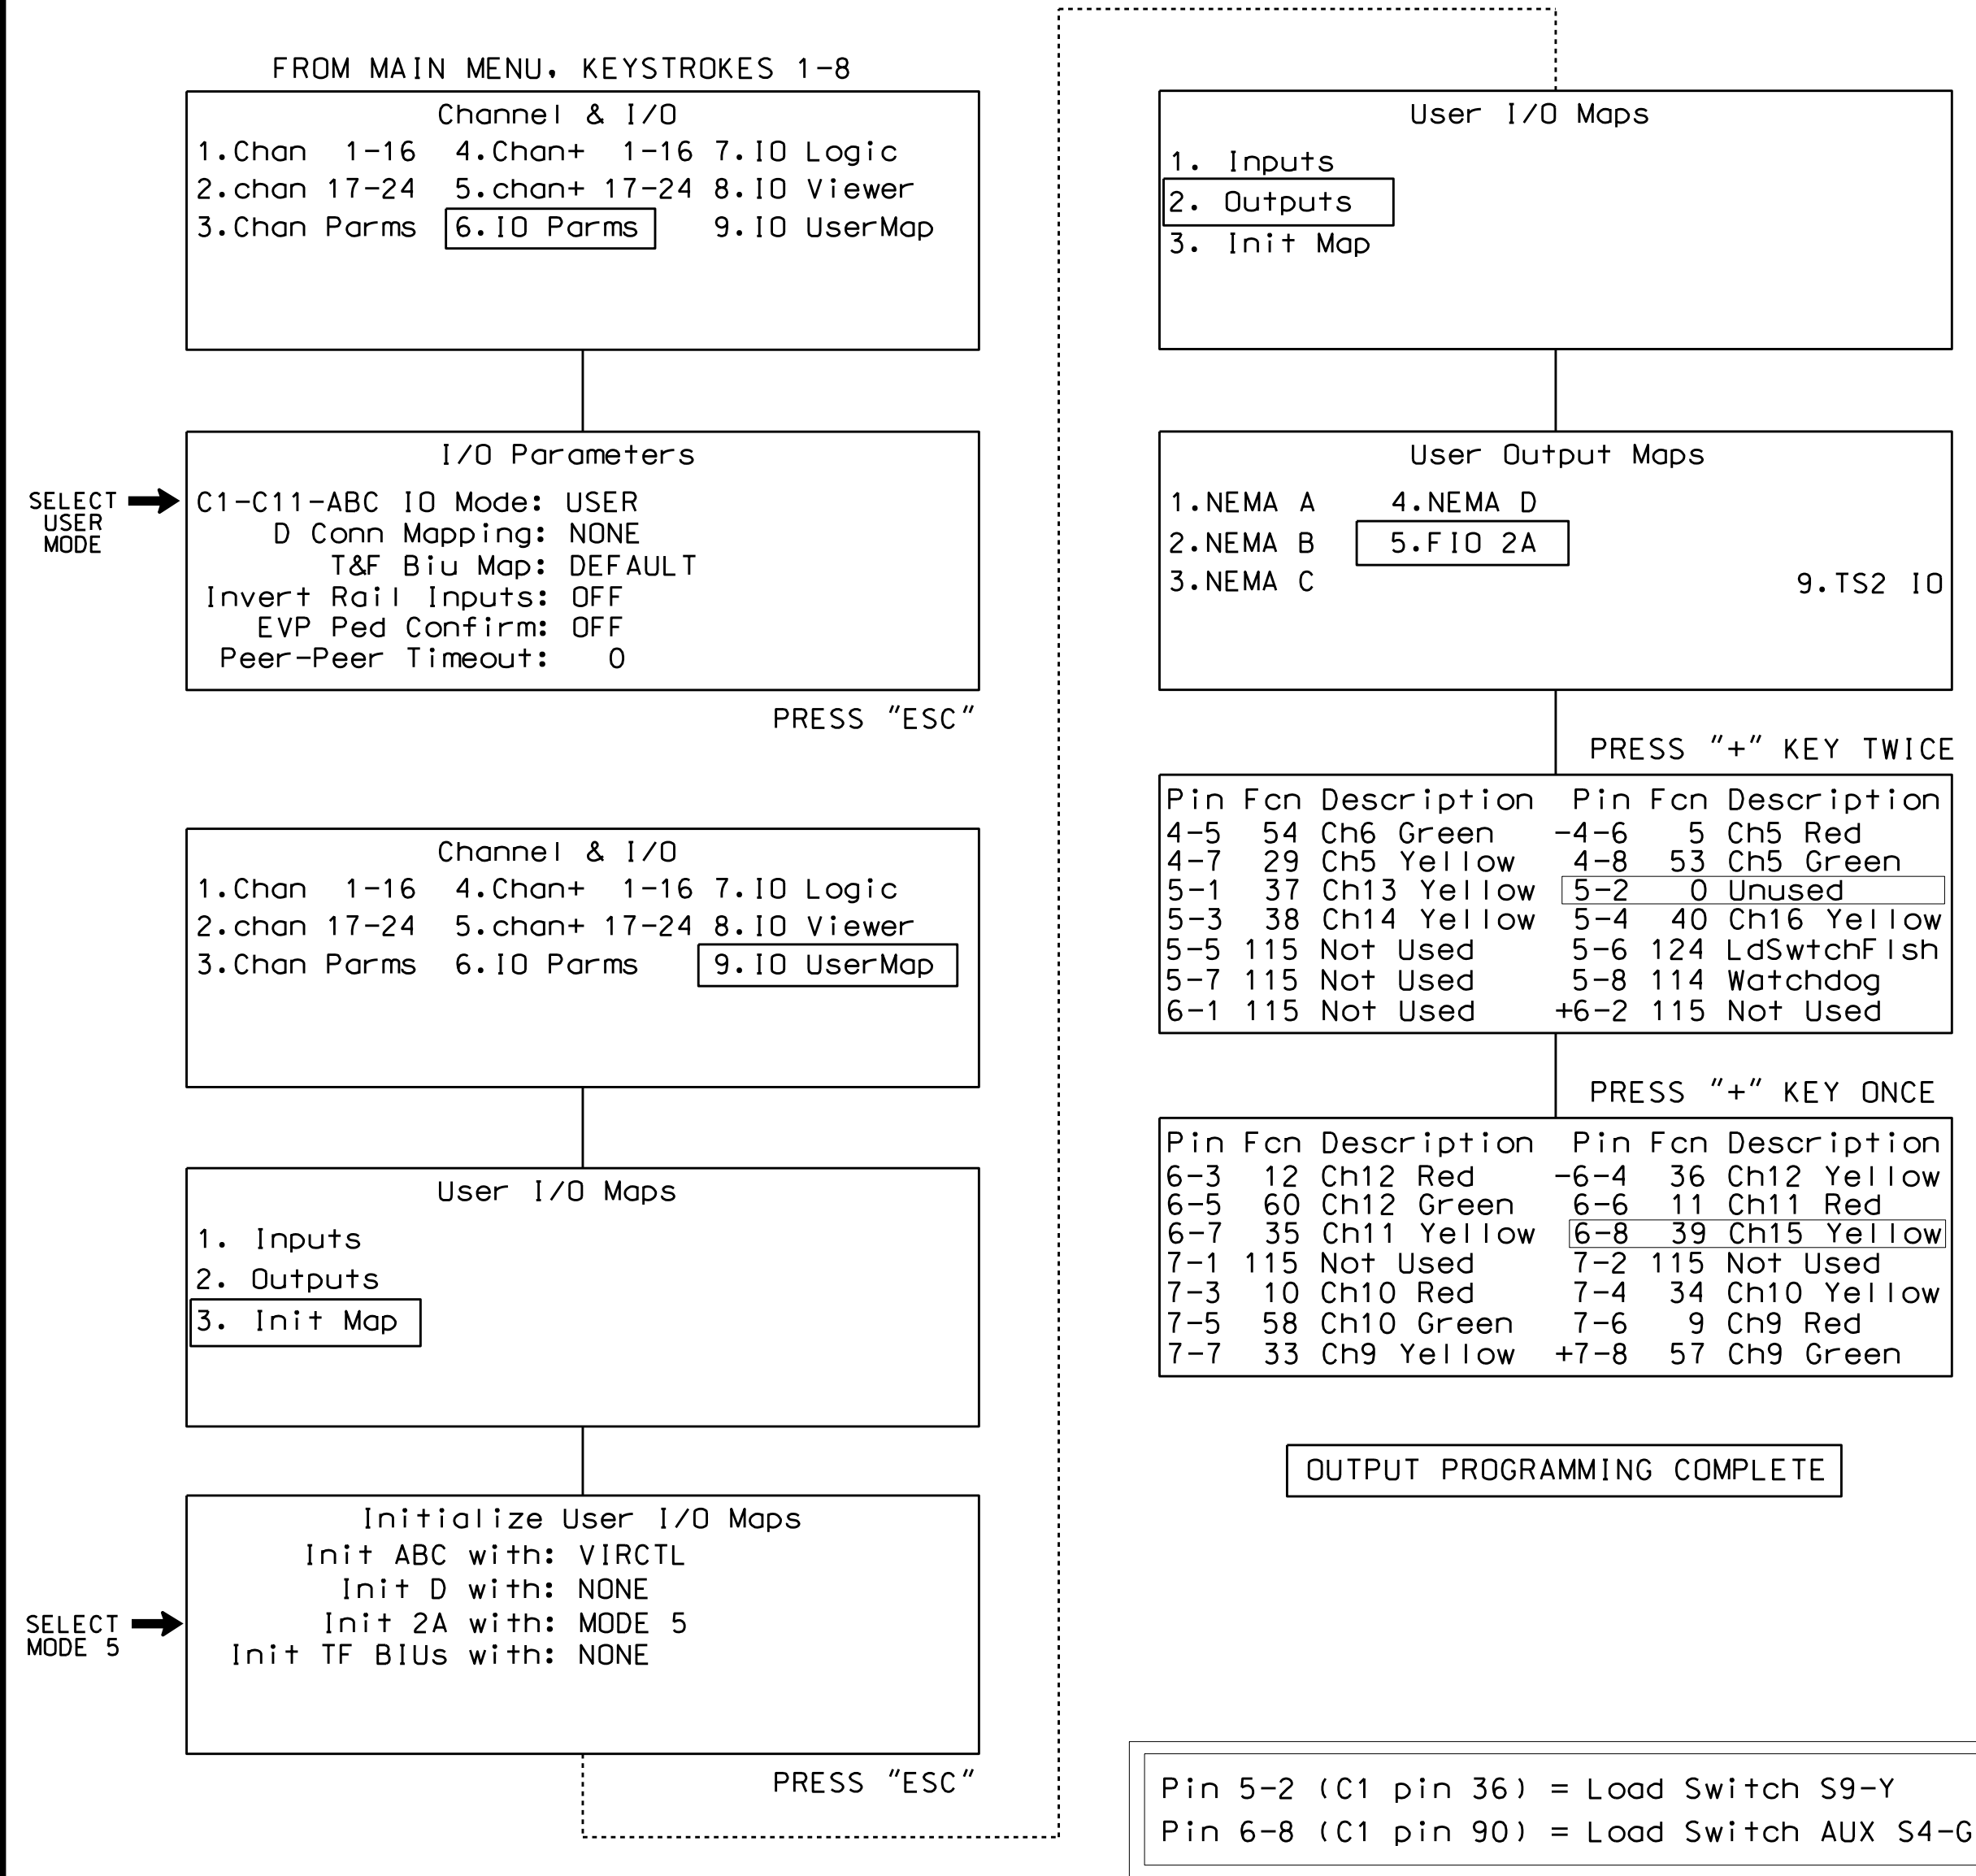 FROM MAIN MENU, KEYSTROKES 1-8
Channel & I/O
1.Chan 1-16 4.Chan+ 1-16 7.IO Logic
2.chan 17-24 5.chan+ 17-24 8.IO Viewer
3.Chan Parms 6.IO Parms 9.IO UserMap
I/O Parameters
SELECT USER MODE
C1-C11-ABC IO Mode: USER
D Conn Mapping: NONE
T&F Biu Map: DEFAULT
Invert Rail Inputs: OFF
EVP Ped Confirm: OFF
Peer-Peer Timeout: 0
PRESS "ESC"
Channel & I/O
1.Chan 1-16 4.Chan+ 1-16 7.IO Logic
2.chan 17-24 5.chan+ 17-24 8.IO Viewer
3.Chan Parms 6.IO Parms 9.IO UserMap
User I/O Maps
1. Inputs
2. Outputs
3. Init Map
Initialize User I/O Maps
Init ABC with: VIRCTL
Init D with: NONE
SELECT MODE 5
Init 2A with: MODE 5
Init TF BIUs with: NONE
PRESS "ESC"
User I/O Maps
1. Inputs
2. Outputs
3. Init Map
User Output Maps
1.NEMA A 4.NEMA D
2.NEMA B 5.FIO 2A
3.NEMA C 9.TS2 IO
PRESS "+" KEY TWICE
Pin Fcn Description Pin Fcn Description
4-5 54 Ch6 Green -4-6 5 Ch5 Red
4-7 29 Ch5 Yellow 4-8 53 Ch5 Green
5-1 37 Ch13 Yellow 5-2 0 Unused
5-3 38 Ch14 Yellow 5-4 40 Ch16 Yellow
5-5 115 Not Used 5-6 124 LdSwtchFlsh
5-7 115 Not Used 5-8 114 Watchdog
6-1 115 Not Used +6-2 115 Not Used
PRESS "+" KEY ONCE
Pin Fcn Description Pin Fcn Description
6-3 12 Ch12 Red -6-4 36 Ch12 Yellow
6-5 60 Ch12 Green 6-6 11 Ch11 Red
6-7 35 Ch11 Yellow 6-8 39 Ch15 Yellow
7-1 115 Not Used 7-2 115 Not Used
7-3 10 Ch10 Red 7-4 34 Ch10 Yellow
7-5 58 Ch10 Green 7-6 9 Ch9 Red
7-7 33 Ch9 Yellow +7-8 57 Ch9 Green
OUTPUT PROGRAMMING COMPLETE
Pin 5-2 (C1 pin 36) = Load Switch S9-Y
Pin 6-8 (C1 pin 90) = Load Switch AUX S4-G